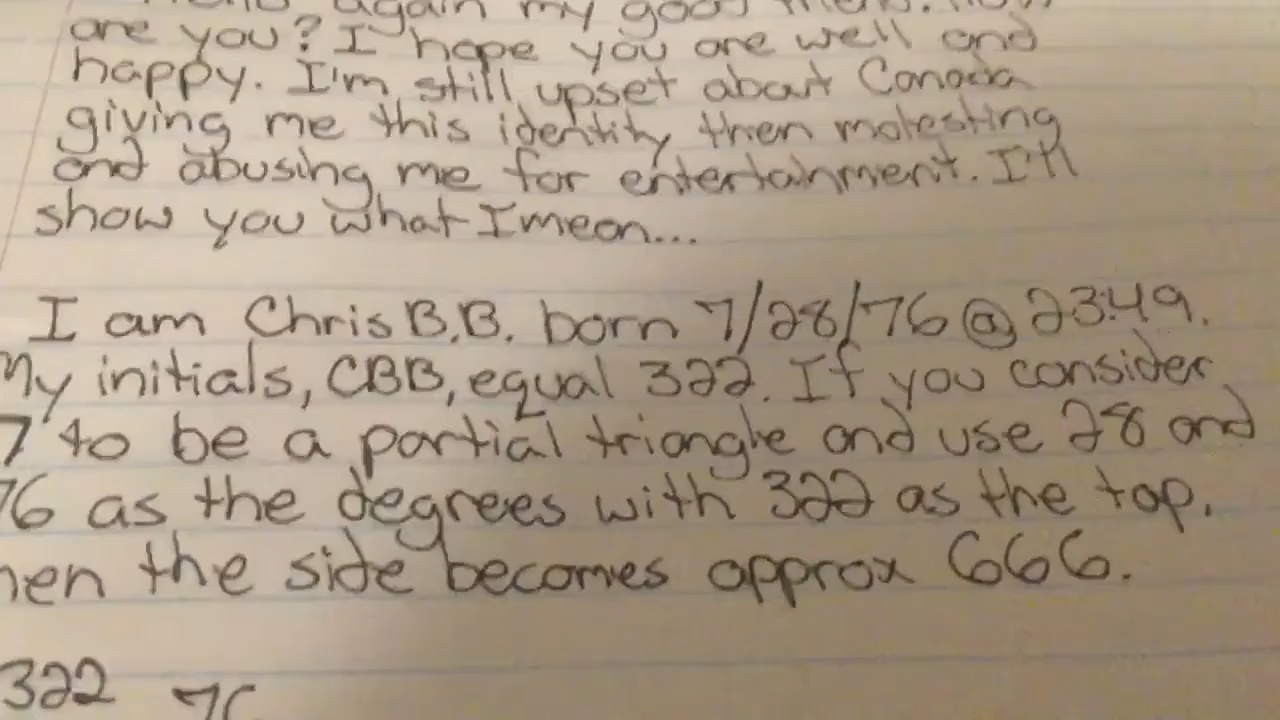 again my good
are you? I hope you are well and
happy. I'm still upset about Canada
giving me this identity then molesting
and abusing me for entertainment. I'll
show you what I mean...
I am Chris B.B. born 7/28/76 @ 23:49.
My initials, CBB, equal 322. If you consider
7 to be a partial triangle and use 28 and
76 as the degrees with 322 as the top,
hen the side becomes approx 666.
322